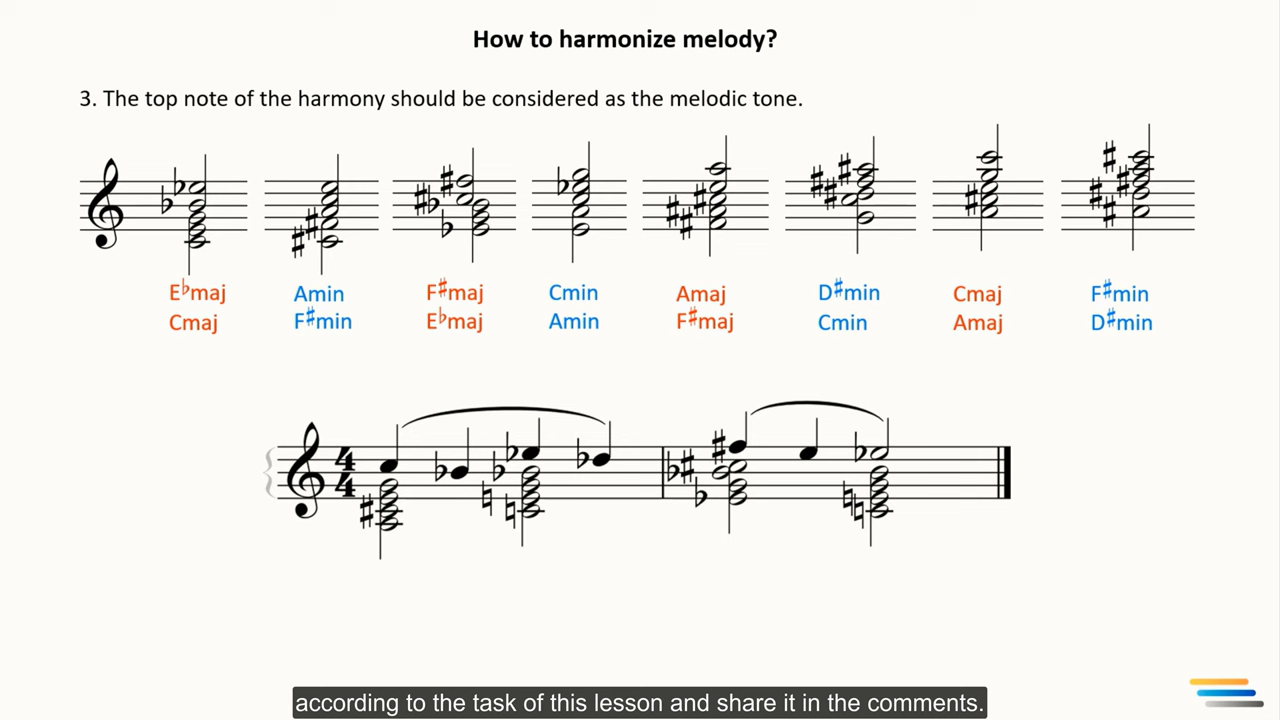 How to harmonize melody?
3. The top note of the harmony should be considered as the melodic tone.
E♭maj Amin F♯maj Cmin Amaj D♯min Cmaj F♯min
Cmaj F♯min E♭maj Amin F♯maj Cmin Amaj D♯min
4 4
according to the task of this lesson and share it in the comments.